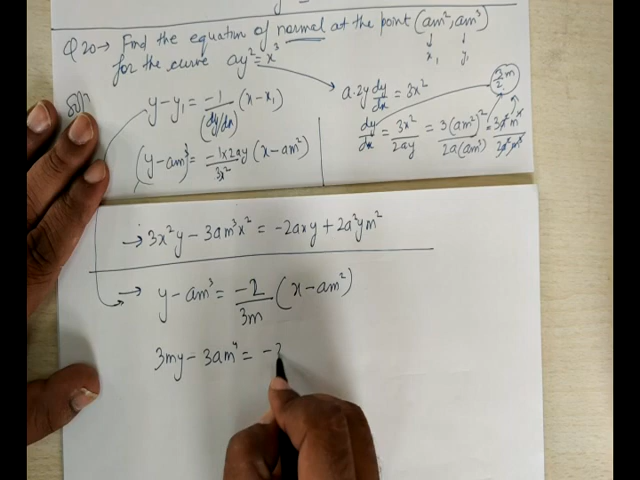 Q 20→ Find the equation of normal at the point (am², am³)
for the curve ay² = x³
x₁ y₁
Solⁿ
y - y₁ = -1/(dy/dx) (x - x₁)
(y - am³) = -1×2ay/3x² (x - am²)
a·2y dy/dx = 3x²
3/2 m
dy/dx = 3x²/2ay = 3(am²)²/2a(am³)
→ 3x²y - 3am³x² = -2axy + 2a²ym²
→ y - am³ = -2/3m (x - am²)
3my - 3am⁴ = -2